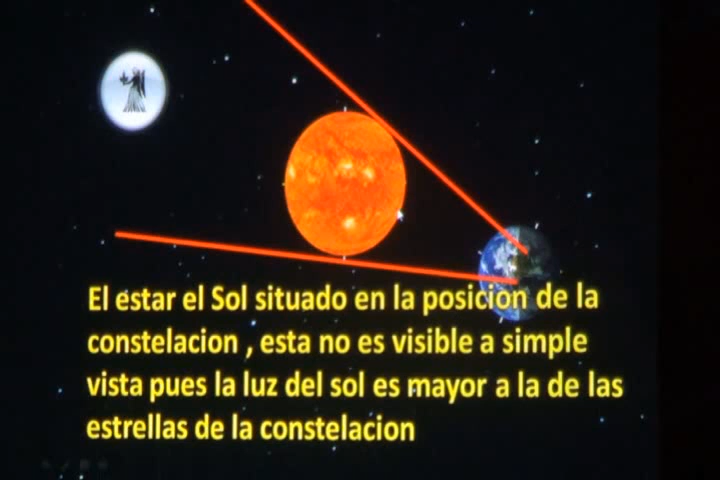 El estar el Sol situado en la posicion de la
constelacion , esta no es visible a simple
vista pues la luz del sol es mayor a la de las
estrellas de la constelacion